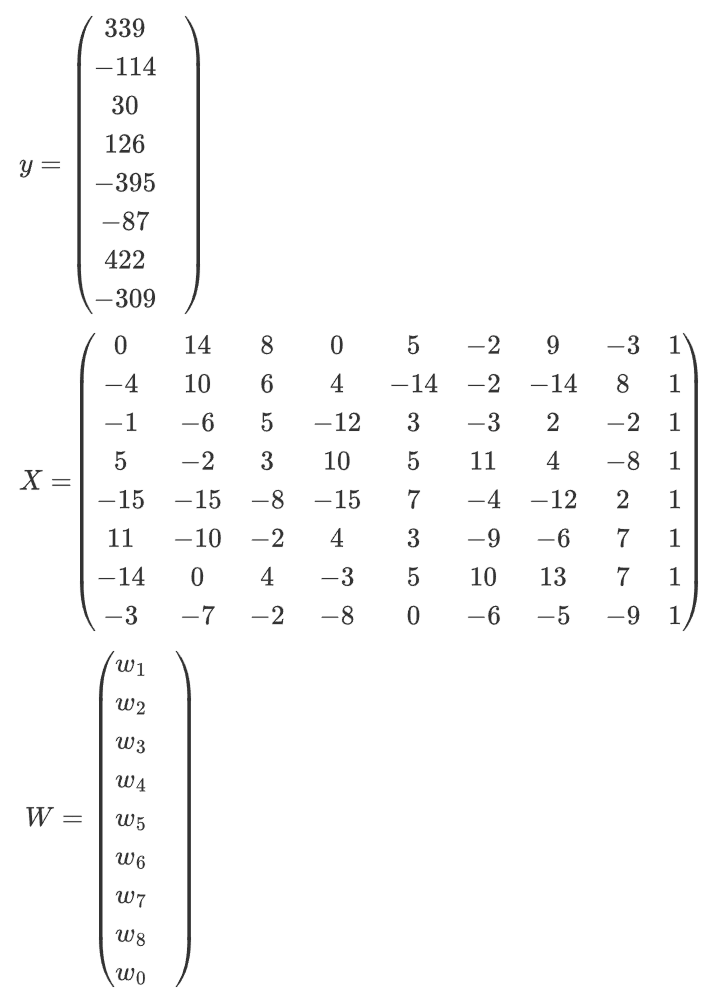 339
−114
30
126
y = −395
−87
422
−309
0 14 8 0 5 −2 9 −3 1
−4 10 6 4 −14 −2 −14 8 1
−1 −6 5 −12 3 −3 2 −2 1
X = 5 −2 3 10 5 11 4 −8 1
−15 −15 −8 −15 7 −4 −12 2 1
11 −10 −2 4 3 −9 −6 7 1
−14 0 4 −3 5 10 13 7 1
−3 −7 −2 −8 0 −6 −5 −9 1
w₁
w₂
w₃
w₄
W = w₅
w₆
w₇
w₈
w₀